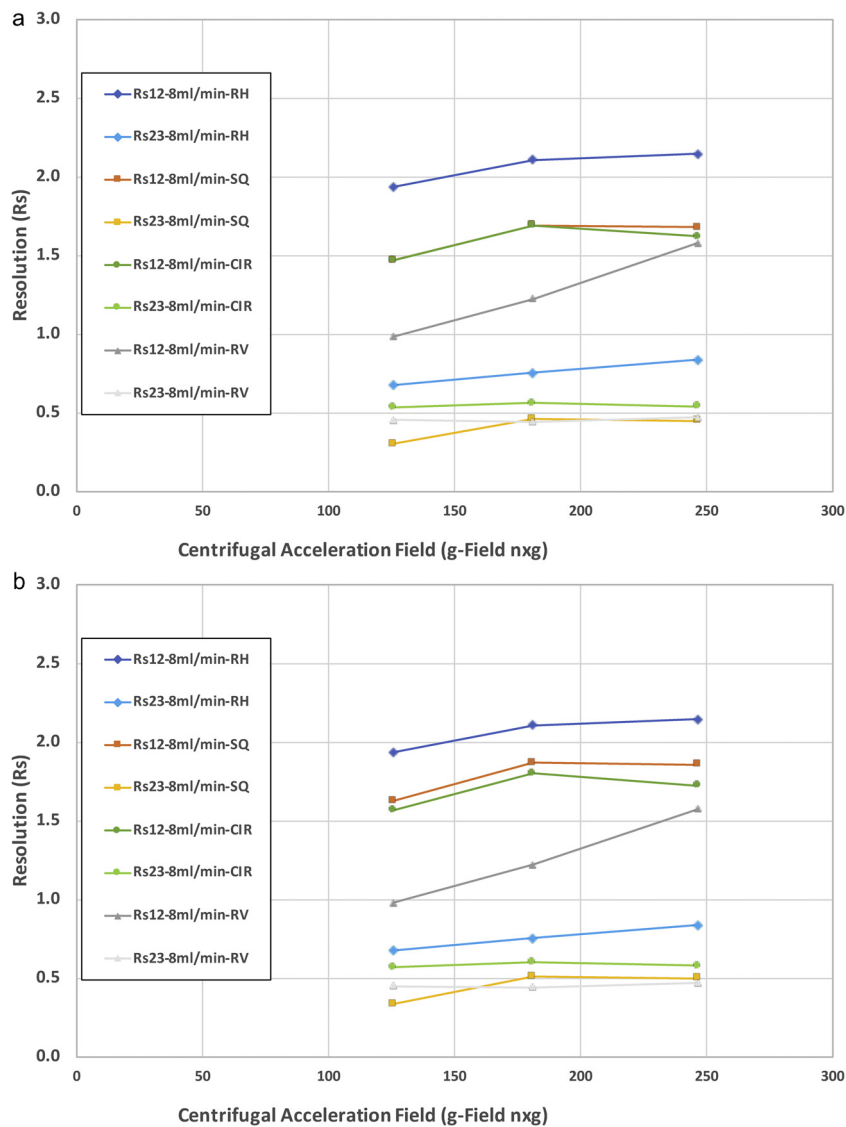 a
3.0
2.5
2.0
1.5
1.0
0.5
0.0
Resolution (Rs)
Rs12-8ml/min-RH
Rs23-8ml/min-RH
Rs12-8ml/min-SQ
Rs23-8ml/min-SQ
Rs12-8ml/min-CIR
Rs23-8ml/min-CIR
Rs12-8ml/min-RV
Rs23-8ml/min-RV
0 50 100 150 200 250 300
Centrifugal Acceleration Field (g-Field nxg)
b
3.0
2.5
2.0
1.5
1.0
0.5
0.0
Resolution (Rs)
Rs12-8ml/min-RH
Rs23-8ml/min-RH
Rs12-8ml/min-SQ
Rs23-8ml/min-SQ
Rs12-8ml/min-CIR
Rs23-8ml/min-CIR
Rs12-8ml/min-RV
Rs23-8ml/min-RV
0 50 100 150 200 250 300
Centrifugal Acceleration Field (g-Field nxg)